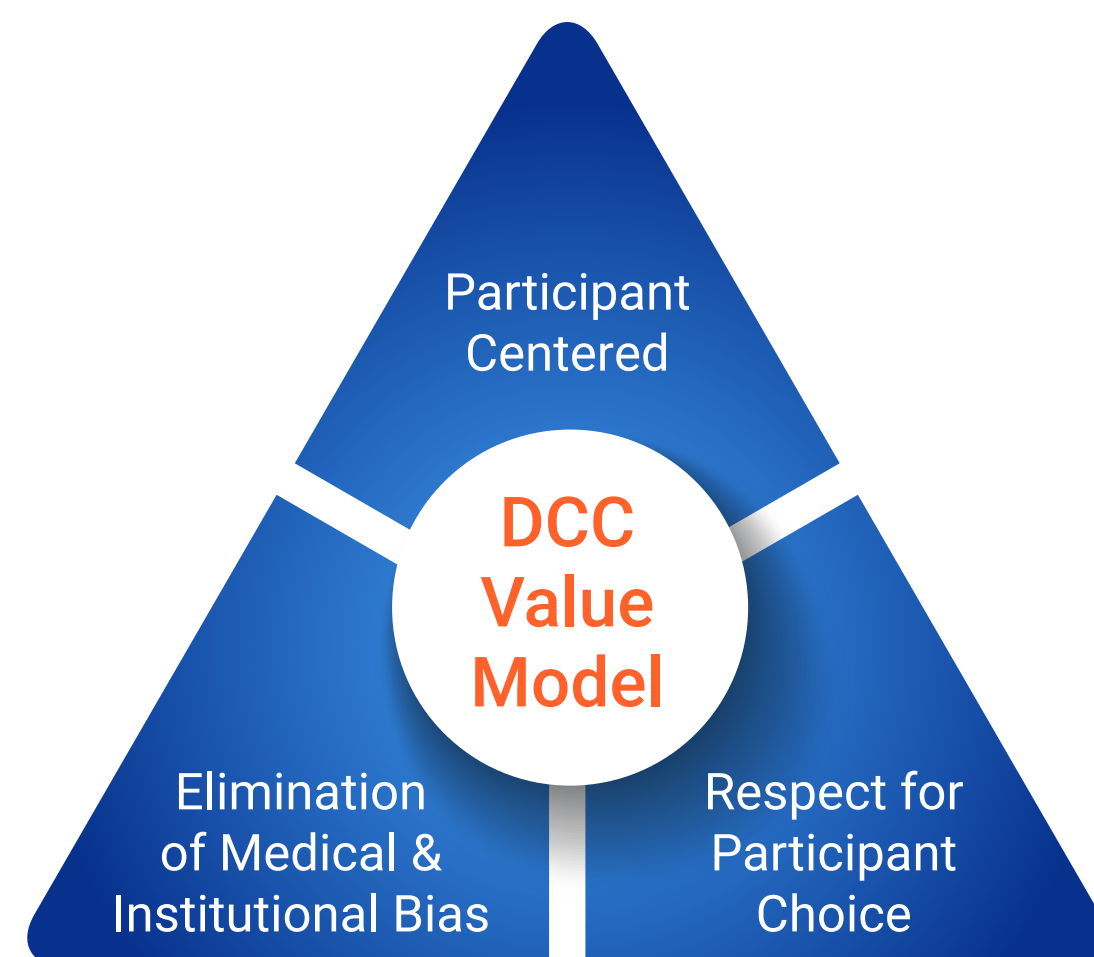 Participant
Centered
DCC
Value
Model
Elimination
of Medical &
Institutional Bias
Respect for
Participant
Choice